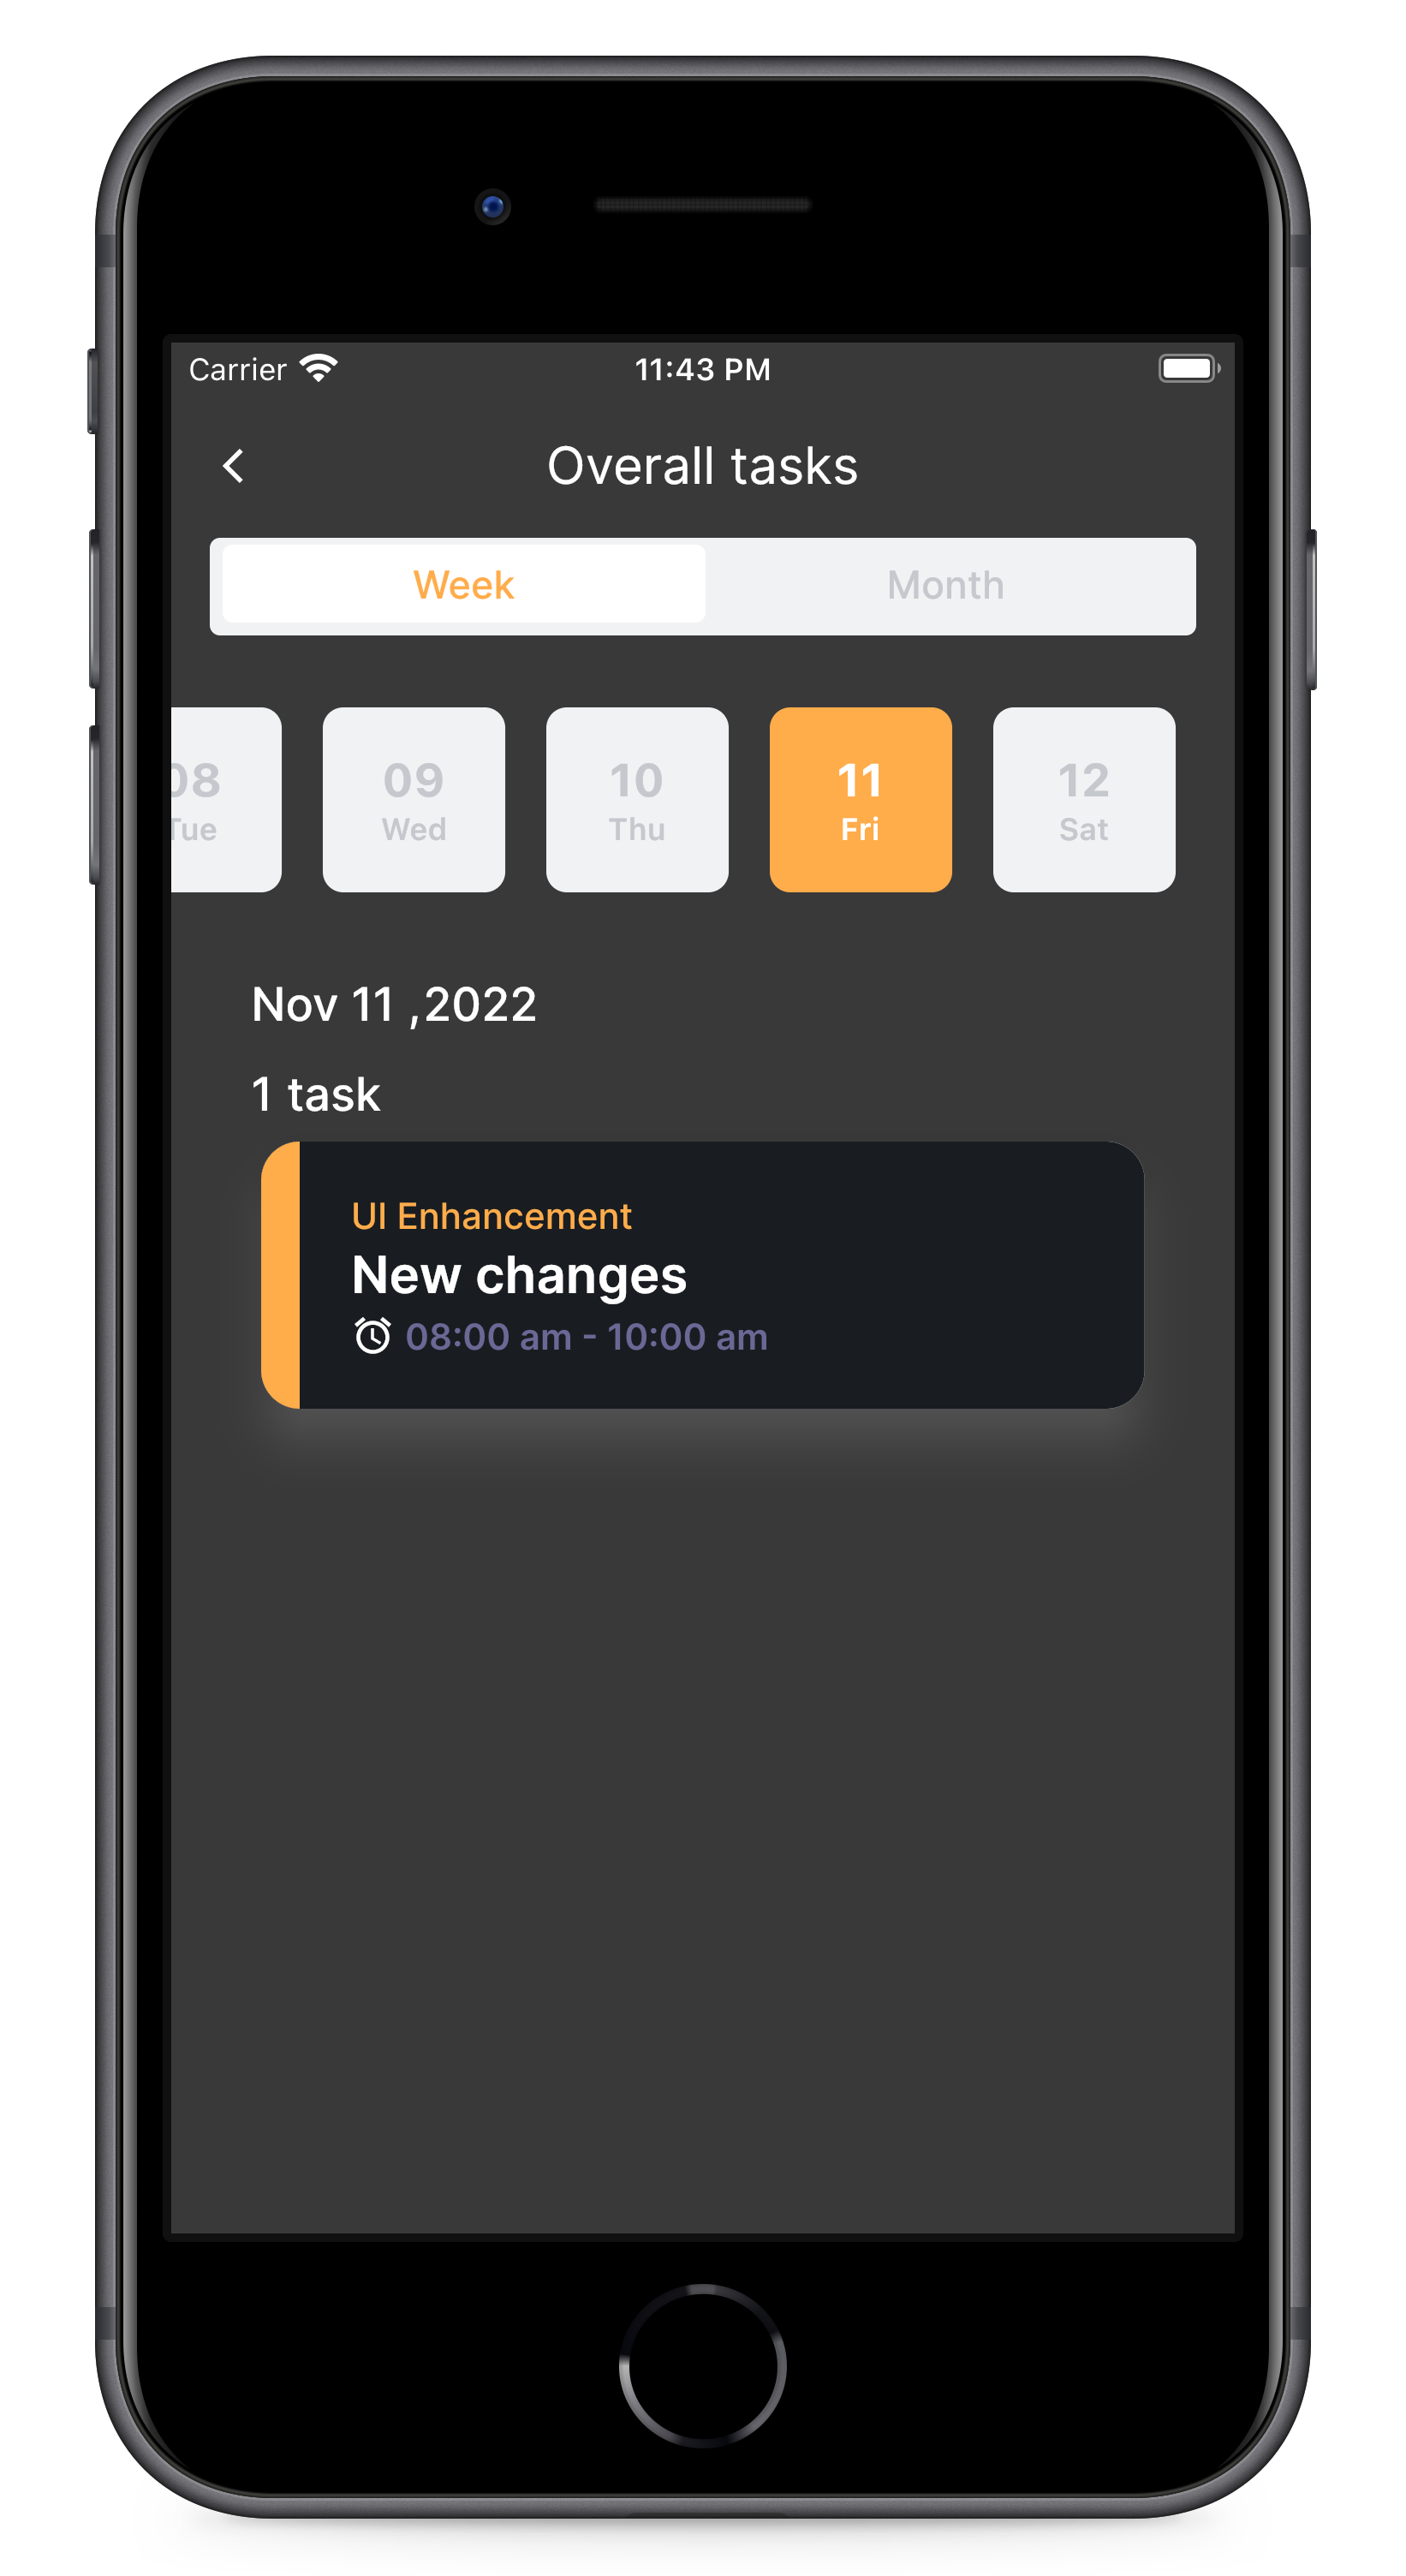 Carrier 11:43 PM
Overall tasks
Week Month
08 09 10 11 12
Tue Wed Thu Fri Sat
Nov 11 ,2022
1 task
UI Enhancement
New changes
08:00 am - 10:00 am